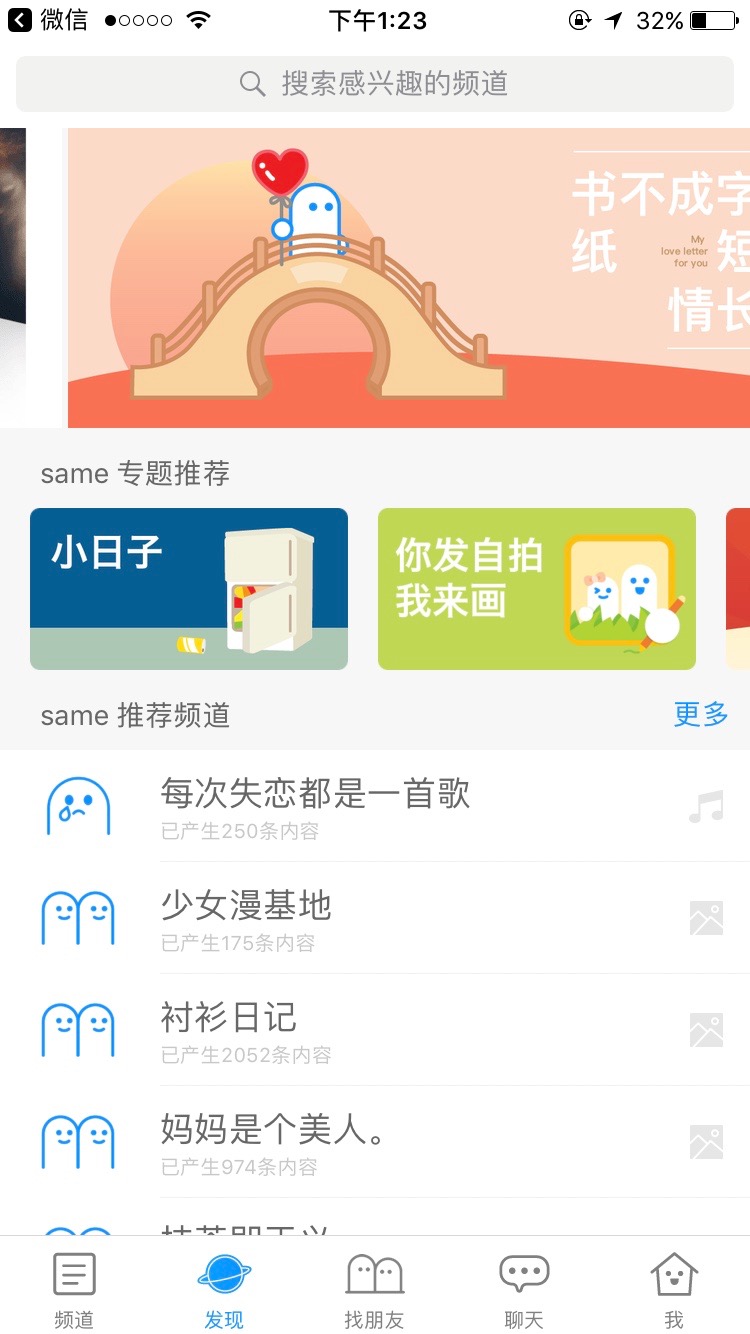 微信
下午1:23
32%
搜索感兴趣的频道
书不成字
纸
My
love letter
for you
短
情长
same 专题推荐
小日子
你发自拍
我来画
same 推荐频道
更多
每次失恋都是一首歌
已产生250条内容
少女漫基地
已产生175条内容
衬衫日记
已产生2052条内容
妈妈是个美人。
已产生974条内容
频道
发现
找朋友
聊天
我